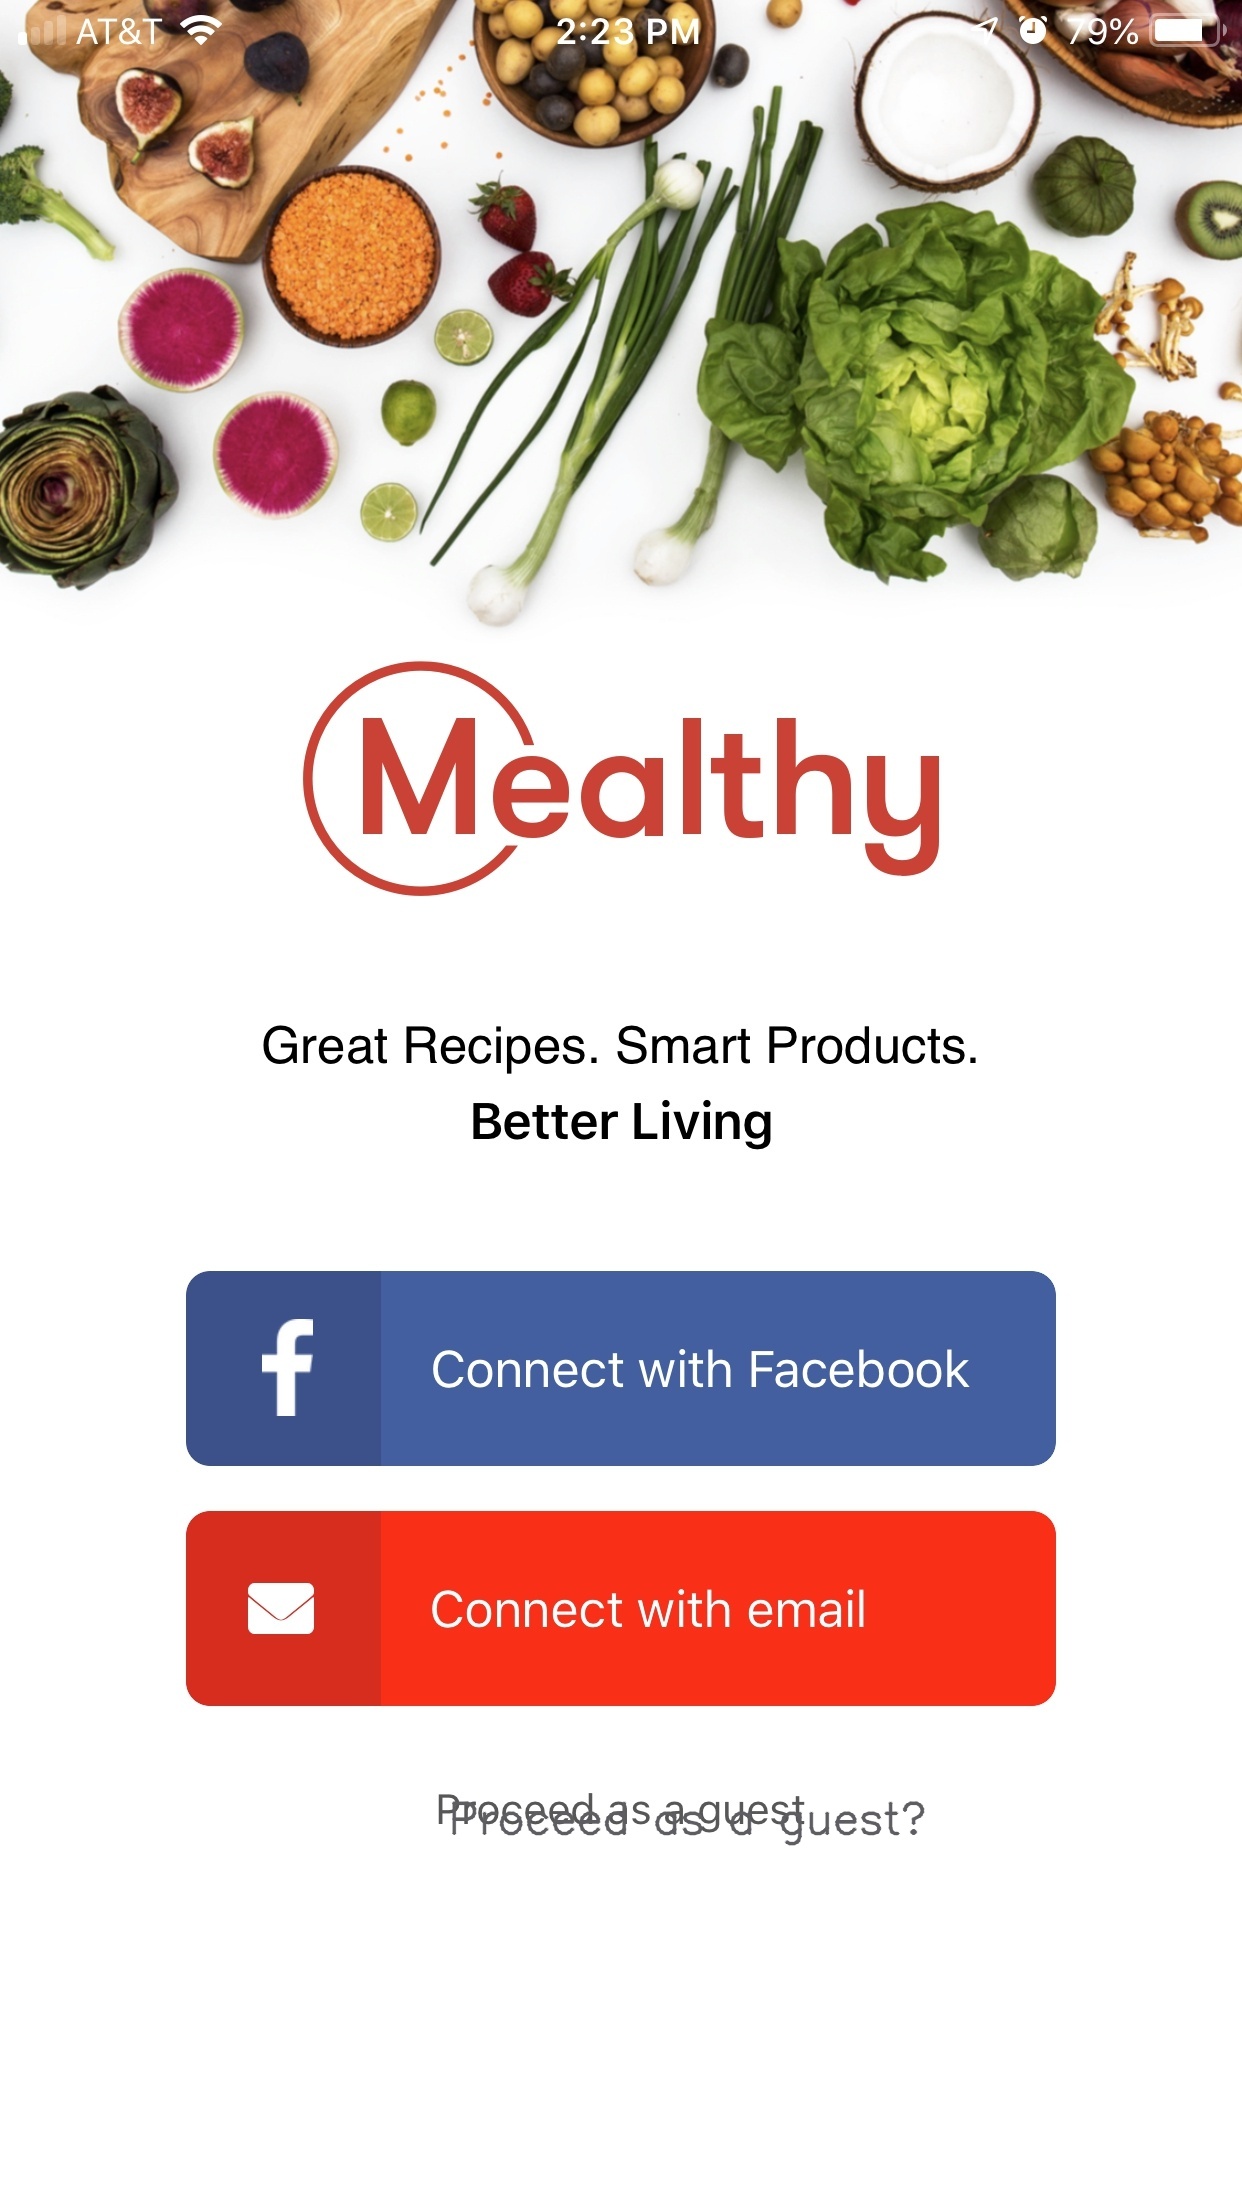 AT&T 2:23 PM 79%
Mealthy
Great Recipes. Smart Products.
Better Living
f Connect with Facebook
Connect with email
Proceed as a guest
Proceed as a guest?